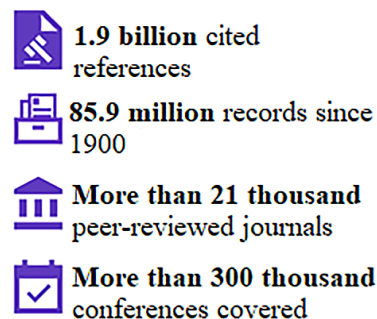 1.9 billion cited
references
85.9 million records since
1900
More than 21 thousand
peer-reviewed journals
More than 300 thousand
conferences covered